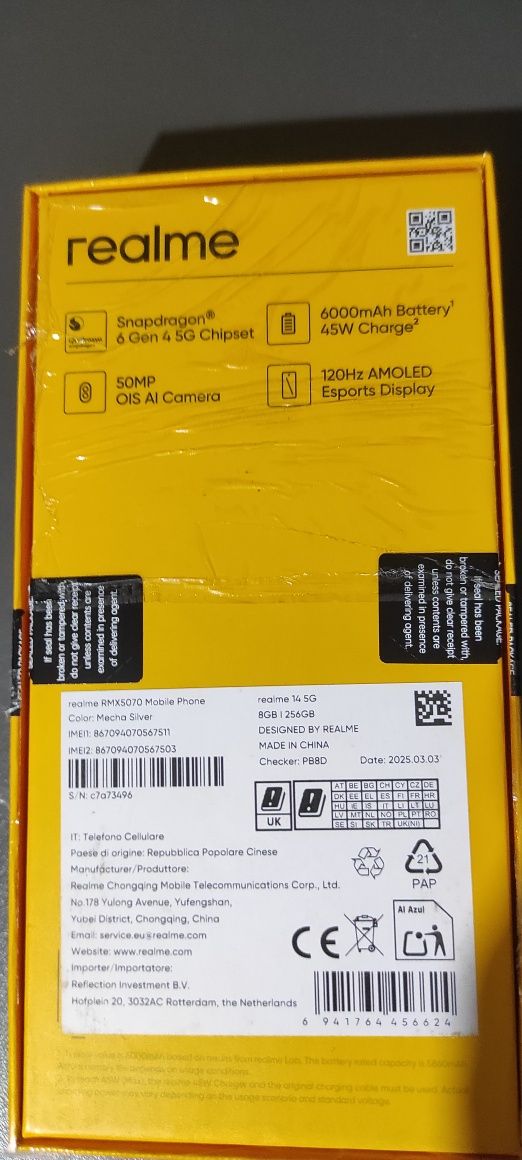 realme
Snapdragon®
6 Gen 4 5G Chipset
6000mAh Battery¹
45W Charge²
50MP
OIS AI Camera
120Hz AMOLED
Esports Display
If seal has been
broken or tampered with,
do not give clear receipt
unless contents are
examined in presence
of delivering agent.
If seal has been
broken or tampered with,
do not give clear receipt
unless contents are
examined in presence
of delivering agent.
realme RMX5070 Mobile Phone
Color: Mecha Silver
IMEI1: 867094070567511
IMEI2: 867094070567503
S/N: c7a73496
realme 14 5G
8GB | 256GB
DESIGNED BY REALME
MADE IN CHINA
Checker: PB8D Date: 2025.03.03
UK
AT BE BG CH CY CZ DE
DK EE EL ES FI FR HR
HU IE IS IT LI LT LU
LV MT NL NO PL PT RO
SE SI SK TR UK(NI)
IT: Telefono Cellulare
Paese di origine: Repubblica Popolare Cinese
Manufacturer/Produttore:
Realme Chongqing Mobile Telecommunications Corp., Ltd.
No.178 Yulong Avenue, Yufengshan,
Yubei District, Chongqing, China
Email: service.eu@realme.com
Website: www.realme.com
Importer/Importatore:
Reflection Investment B.V.
Hofplein 20, 3032AC Rotterdam, the Netherlands
21
PAP
CE
Al Azul
6 941764 456624